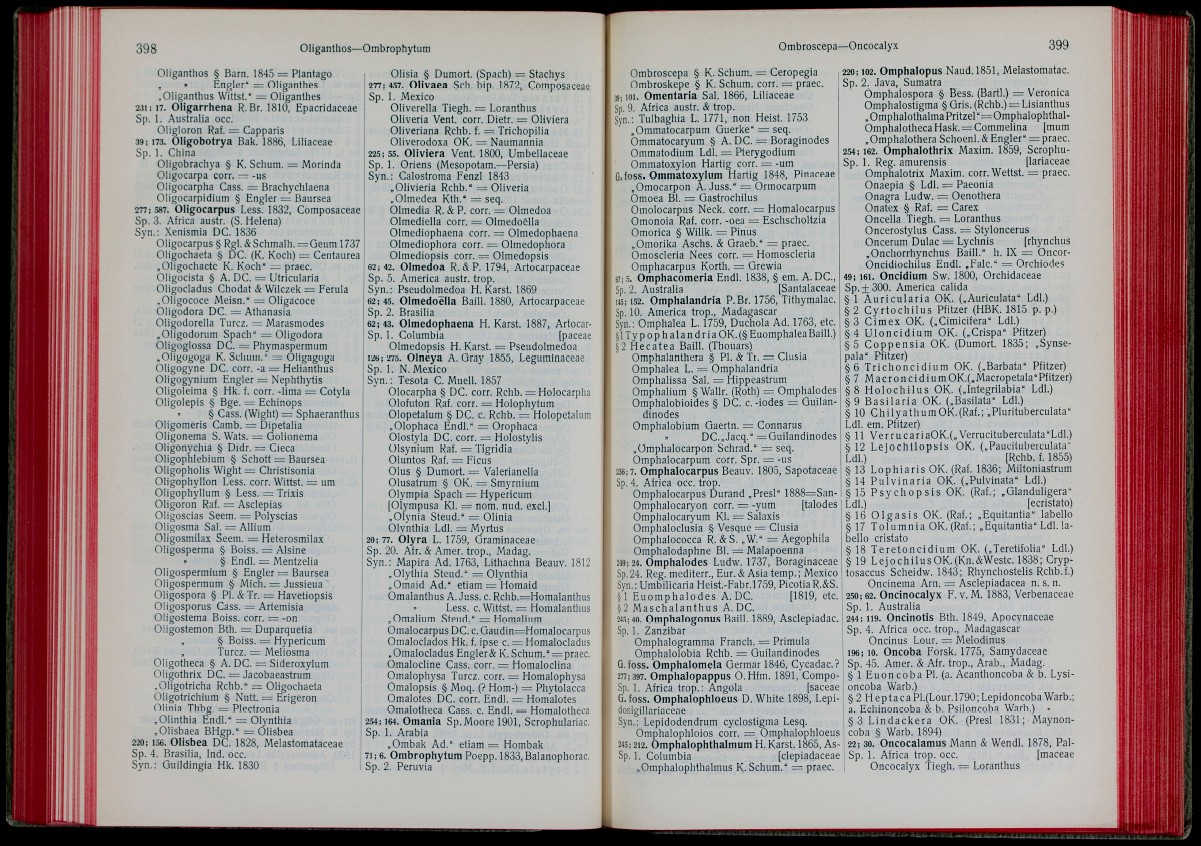 398
Oliganthos—Ombrophytum
Oliganthos § Barn. 1845 = Plantago
„ „ Engler“ = Oliganthes
„Oliganthus Wittst.“ = Oliganthes
231; 17. Oligarrhena R.Br. 1810, Epacridaceae
Sp. 1. Australia occ.
Oligloron Raf. = Capparis
39; 173. Oligobotrya Bak. 1886, Liliaceae
Sp. 1. China
Oligobrachya § K. Schum. = Morinda
Oligocarpa corr. = -us
Oligocarpha Cass. = Brachychlaena
Oligocarpidium § Engler = Baursea
277; 587. Oligocarpus Less. 1832, Composaceae
Sp. 3. Africa austr. (S. Helena)
Syn.: Xenismia DC. 1836
Oligocarpus § Rgl. & Schmalh. = Geum 1737
Oligochaeta § DC. (K. Koch) = Centaurea
„Oligochaete K. Koch“ = praec.
Oligocista § A. DC. = Utricularia
Oligocladus Chodat & Wilczek = Ferula
„Oligococe Meisn.“ = Oligacoce
Oligodora DC. = Athanasia
Oligodorella Turcz. = Marasmodes
„Oligodorum Spach“ = Oligodora
Oligoglossa DC. = Phymaspermum
„Oligogoga K. Schum.“ = Oligaguga
Oligogyne DC. corr. -a = Helianthus
Oligogynium Engler = Nephthytis
Oligoleima § Hk. f. corr. -lima = Cotyla
Oligolepis § Bge. = Echinops
„ § Cass. (Wight) = Sphaeranthus
Oligomeris Camb. = Dipetalia
Oligonema S. Wats. = Golionema
Oligonychia § Didr. = Cieca
Oligophlebium § Schott = Baursea
Oligopholis Wight = Christisonia
Oligophyllon Less. corr. Wittst. = um
Oligophyllum § Less. = Trixis
Oligoron Raf. = Asclepias
Oligoscias Seem. = Polyscias
Oligosma Sal. = Allium
Oligosmilax Seem. = Heterosmilax
Oligosperma § Boiss. = Alsine
„ § Endl. = Mentzelia
Oligospermium § Engler = Baursea
Oligospermum § Mich. = Jussieua
Oligospora § Pl. & Tr. = Havetiopsis
Oligosporus Cass. = Artemisia
Oligostema Boiss. corr. = -on
Oligostemon Bth. = Duparquetia
„ § Boiss. = Hypericum
„ Turcz. = Meliosma
Oligotheca § A. DC. = Sideroxylum
Oligothrix DC. = Jacobaeastrum
„Oligotricha Rchb.“ = Oligochaeta
Oligotrichium § Nutt. = Erigeron
Olinia Thbg. = Plectronia
„Olinthia Endl.“ = Olynthia
„Olisbaea BHgp.“ = Olisbea
220; 156. Olisbea DC. 1828, Melastomataceae
Sp. 4. Brasilia, Ind. occ.
Syn.: Guildingia Hk. 1830
Olisia § Dumort. (Spach) = Stachys
277; 457. Olivaea Sch. bip. 1872, Composaceae
Sp. 1. Mexico
Oliverella Tiegh. = Loranthus
Oliveria Vent. corr. Dietr. = Oliviera
Oliveriana Rchb. f. = Trichopilia
Oliverodoxa OK. = Naumannia
225; 55. Oliviera Vent. 1800, Umbellaceae
Sp. 1. Oriens (Mesopotam.—Persia)
Syn.: Calostroma Fenzl 1843
„Olivieria Rchb.“ = Oliveria
„Olmedea Kth.“ = seq.
Olmedia R. & P. corr. = Olmedoa
Olmediella corr. = Olmedoëlla
Olmediophaena corr. = Olmedophaena
Olmediophora corr. = Olmedophora
Olmediopsis corr. = Olmedopsis
62; 42. Olmedoa R. & P. 1794, Artocarpaceae
Sp. 5. America austr. trop.
Syn.: Pseudolmedoa H. Karst. 1869
62; 45. Olmedoëlla Baill. 1880, Artocarpaceae
Sp. 2. Brasilia
62; 43. Olmedophaena H. Karst. 1887, Artocar-
Sp. 1. Columbia [paceae
Olmedopsis H. Karst. = Pseudolmedoa
126; 275. Olneya A. Gray 1855, Leguminaceae
Sp. 1. N. Mexico
Syn.: Tesota C. Muell. 1857
Olocarpha § DC. corr. Rchb. = Holocarpha
Olofuton Raf. corr. = Holophytum
Olopetalum § DC. c. Rchb. = Holopetalum
„Olophaca Endl.“ = Orophaca
Olostyla DC. corr. = Holostylis
Olsynium Raf. = Tigridia
Oluntos Raf. = Ficus
Olus § Dumort. = Valerianella
Olusatrum § OK. = Smyrnium
Olympia Spach = Hypericum
[Olympusa Kl. = nom. nud. excl.]
„Olynia Steud.“ = Olinia
Olynthia Ldl. = Myrtus
20; 77. Olyra L. 1759, Graminaceae
Sp. 20. Afr. & Amer. trop., Madag.
Syn.: Mapira Ad. 1763, Lithachna Beauv. 1812
„Olythia Steud.“ = Olynthia
„Omaid Ad.“ etiam = Homaid
Omalanthus A. Juss. c. Rchb. = Homalanthus
„ Less. c. Wittst. = Homalanthus
„Omalium Steud.“ = Homalium
Omalocarpus DC. c. Gaudin = Homalocarpus
Omaloclados Hk. f. ipse c. = Homalocladus
„Omalocladus Engler & K. Schum.“ = praec.
Omalocline Cass. corr. = Homaloclina
Omalophysa Turcz. corr. = Homalophysa
Omalopsis § Moq. (? Hom-) = Phytolacca
Omalotes DC. corr. Endl. = Homalotes
Omalotheca Cass. c. Endl. = Homalotheca
254; 164. Omania Sp. Moore 1901, Scrophulariac.
Sp. 1. Arabia
„Ombak Ad.“ etiam = Hombak
71; 6. Ombrophytum Poepp. 1833, Balanophorac.
Sp. 2. Peruvia
Ombroscepa—Oncocalyx
399
Ombroscepa § K. Schum. = Ceropegia
Ombroskepe § K. Schum. corr. = praec.
39; 101. Omentaria Sal. 1866, Liliaceae
Sp. 9. Africa austr. & trop.
Syn.: Tulbaghia L. 1771, non Heist. 1753
„Ommatocarpum Guerke“ = seq.
Ommatocaryum § A. DC. = Boraginodes
Ommatodium Ldl. = Pterygodium
Ommatoxylon Hartig corr. = -um
G. foss. Ommatoxylum Hartig 1848, Pinaceae
„Omocarpon A. Juss.“ = Ormocarpum
Omoea Bl. = Gastrochilus
Omolocarpus Neck. corr. = Homalocarpus
Omonoia Raf. corr. -oea = Eschscholtzia
Omorica § Willk. = Pinus
„Omorika Aschs. & Graeb.“ = praec.
Omoscleria Nees corr. = Homoscleria
Omphacarpus Korth. = Grewia
67; 5. Omphacomeria Endl. 1838, § em. A. DC.,
Sp. 2. Australia [Santalaceae
145; 152. Omphalandria P. Br. 1756, Tithymalac.
Sp. 10. America trop., Madagascar
Syn.: Omphalea L. 1759, Duchola Ad. 1763, etc.
§ 1 Typophalandria OK. (§ Euomphalea Baill.)
§ 2 Hecatea Baill. (Thouars)
Omphalanthera § Pl. & Tr. = Clusia
Omphalea L. = Omphalandria
Omphalissa Sal. = Hippeastrum
Omphalium § Wallr. (Roth) = Omphalodes
Omphalobioides § DC. c. -iodes = Guilan-
dinodes
Omphalobium Gaertn. = Connarus
„ DC. „Jacq.“ = Guilandinodes
„Omphalocarpon Schrad.“ = seq.
Omphalocarpum corr. Spr. = -us
236; 7. Omphalocarpus Beauv. 1805, Sapotaceae
Sp. 4. Africa occ. trop.
Omphalocarpus Durand „Presl“ 1888 = San-
Omphalocaryon corr. = -yum [talodes
Omphalocaryum Kl. = Salaxis
Omphaloclusia § Vesque = Clusia
Omphalococca R. & S. „W.“ = Aegophila
Omphalodaphne Bl. = Malapoenna
249; 24. Omphalodes Ludw. 1737, Boraginaceae
Sp. 24. Reg. mediterr., Eur. & Asia temp.; Mexico
Syn.: Umbilicaria Heist.-Fabr. 1759, Picotia R. & S.
§ 1 Euomphalodes A. DC. [1819, etc.
§ 2 Maschalanthus A. DC.
245; 40. Omphalogonus Baill. 1889, Asclepiadac.
Sp. 1. Zanzibar
Omphalogramma Franch. = Primula
Omphalolobia Rchb. = Guilandinodes
G. foss. Omphalomela Germar 1846, Cycadac. ?
277; 397. Omphalopappus O. Hfm. 1891, Compo-
Sp. 1. Africa trop.: Angola [saceae
G. foss. Omphalophloeus D. White 1898, Lepi-
dosigillariaceae
Syn.: Lepidodendrum cyclostigma Lesq.
Omphalophloios corr. = Omphalophloeus
245; 212. Omphalophthalmum H. Karst. 1865, As-
Sp. 1. Columbia [clepiadaceae
„Omphalophthalmus K. Schum.“ = praec.
220; 102. Omphalopus Naud. 1851, Melastomatac.
Sp. 2. Java, Sumatra
Omphalospora § Bess. (Bartl.) = Veronica
Omphalostigma § Gris. (Rchb.) = Lisianthus
„Omphalothalma Pritzel“ = Omphalophthal-
Omphalotheca Hask. = Commelina [mum
„Omphalothera Schoenl. & Engler“ = praec.
254; 162. Omphalothrix Maxim. 1859, Scrophu-
Sp. 1. Reg. amurensis [lariaceae
Omphalotrix Maxim. corr. Wettst. = praec.
Onaepia § Ldl. = Paeonia
Onagra Ludw. = Oenothera
Onatex § Raf. = Carex
Oncella Tiegh. = Loranthus
Oncerostylus Cass. = Styloncerus
Oncerum Dulac = Lychnis [rhynchus
„Onchorrhynchus Baill.“ h. IX = Oncor-
Oncidiochilus Endl. „Falc.“ = Orchiodes
49; 161. Oncidium Sw. 1800, Orchidaceae
Sp. ± 300. America calida
§ 1 Auricularia OK. („Auriculata“ Ldl.)
§ 2 Cyrtochilus Pfitzer (HBK. 1815 p. p.)
§ 3 Cimex OK. („Cimicifera“ Ldl.)
§ 4 Uloncidium OK. („Crispa“ Pfitzer)
§ 5 Coppensia OK. (Dumort. 1835; „Synse-
pala“ Pfitzer)
§ 6 Trichoncidium OK. („Barbata“ Pfitzer)
§ 7 Macroncidium OK. („Macropetala“ Pfitzer)
§ 8 Holochilus OK. („Integrilabia“ Ldl.)
§ 9 Basilaria OK. („Basilata“ Ldl.)
§ 10 Chilyathum OK. (Raf.; „Plurituberculata“
Ldl. em. Pfitzer)
§ 11 Verrucaria OK. („Verrucituberculata“ Ldl.)
§ 12 Lejochilopsis OK. („Paucituberculata“
Ldl.) [Rchb. f. 1855)
§ 13 Lophiaris OK. (Raf. 1836; Miltoniastrum
§ 14 Pulvinaria OK. („Pulvinata“ Ldl.)
§ 15 Psychopsis OK. (Raf.; „Glanduligera“
Ldl.) [ecristato)
§ 16 Olgasis OK. (Raf.; „Equitantia“ labello
§ 17 Tolumnia OK. (Raf.; „Equitantia“ Ldl. la-
bello cristato
§ 18 Teretoncidium OK. („Teretifolia“ Ldl.)
§ 19 Lejochilus OK. (Kn. & Westc. 1838; Cryp-
tosaccus Scheidw. 1843; Rhynchostelis Rchb. f.)
Oncinema Arn. = Asclepiadacea n. s. n.
250; 62. Oncinocalyx F. v. M. 1883, Verbenaceae
Sp. 1. Australia
244; 119. Oncinotis Bth. 1849, Apocynaceae
Sp. 4. Africa occ. trop., Madagascar
Oncinus Lour. = Melodinus
196; 10. Oncoba Forsk. 1775, Samydaceae
Sp. 45. Amer. & Afr. trop., Arab., Madag.
§ 1 Euoncoba Pl. (a. Acanthoncoba & b. Lysi-
oncoba Warb.)
§ 2 Heptaca Pl. (Lour. 1790; Lepidoncoba Warb.;
a. Echinoncoba & b. Psiloncoba Warb.)
§ 3 Lindackera OK. (Presl 1831; Maynon-
coba § Warb. 1894)
22; 30. Oncocalamus Mann & Wendl. 1878, Pal-
Sp. 1. Africa trop. occ. [maceae
Oncocalyx Tiegh. = Loranthus